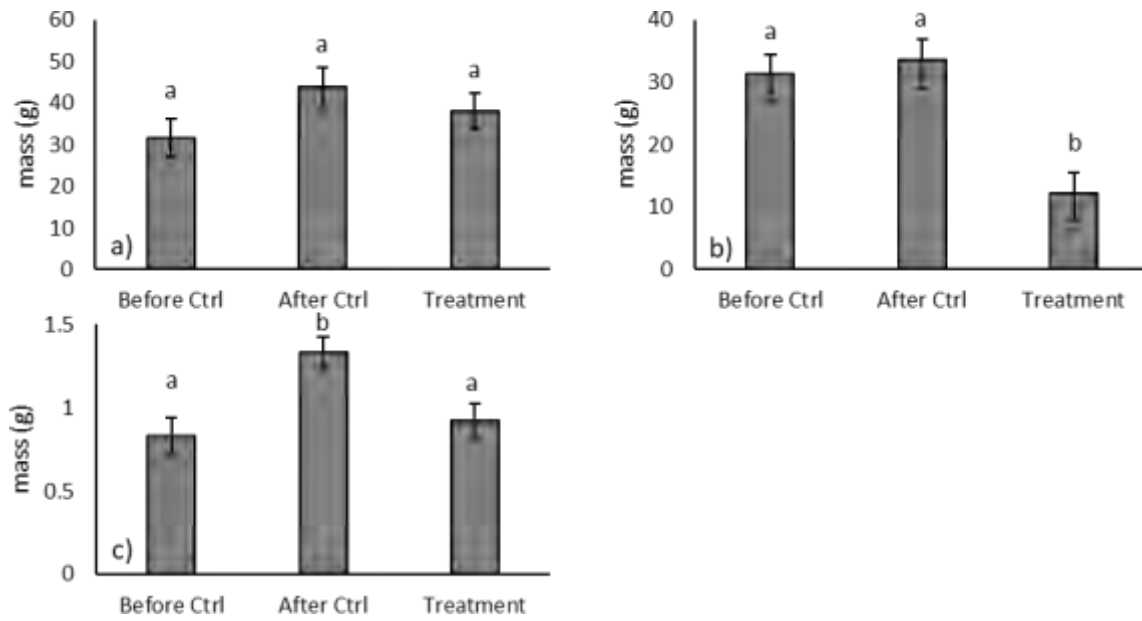 60
50
40
30
20
10
0
mass (g)
a
a
a
a)
Before Ctrl After Ctrl Treatment
40
30
20
10
0
mass (g)
a
a
b
b)
Before Ctrl After Ctrl Treatment
1.5
1
0.5
0
mass (g)
a
b
a
c)
Before Ctrl After Ctrl Treatment